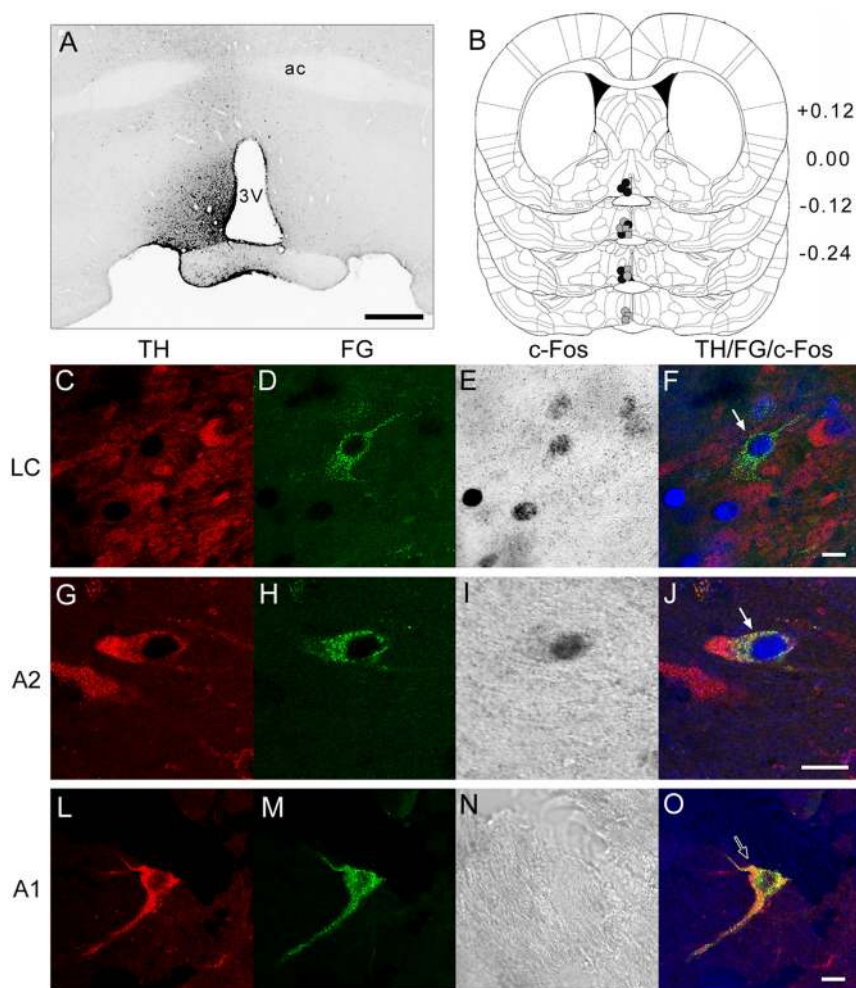 A
ac
3V
B
+0.12
0.00
-0.12
-0.24
TH FG c-Fos TH/FG/c-Fos
LC
C D E F
A2
G H I J
A1
L M N O